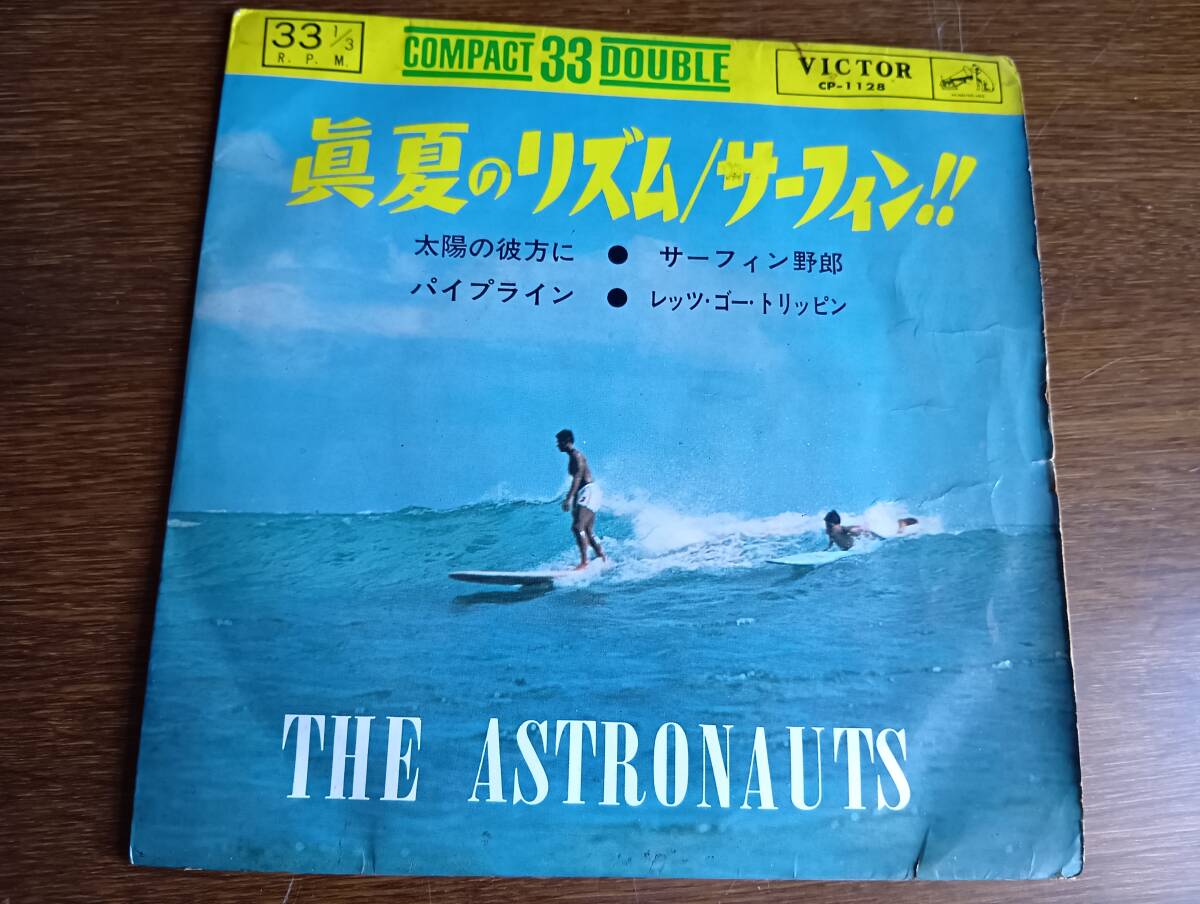 33 1/3
R. P. M.
COMPACT 33 DOUBLE
VICTOR
CP-1128
眞夏のリズム/サーフィン!!
太陽の彼方に ● サーフィン野郎
パイプライン ● レッツ・ゴー・トリッピン
THE ASTRONAUTS